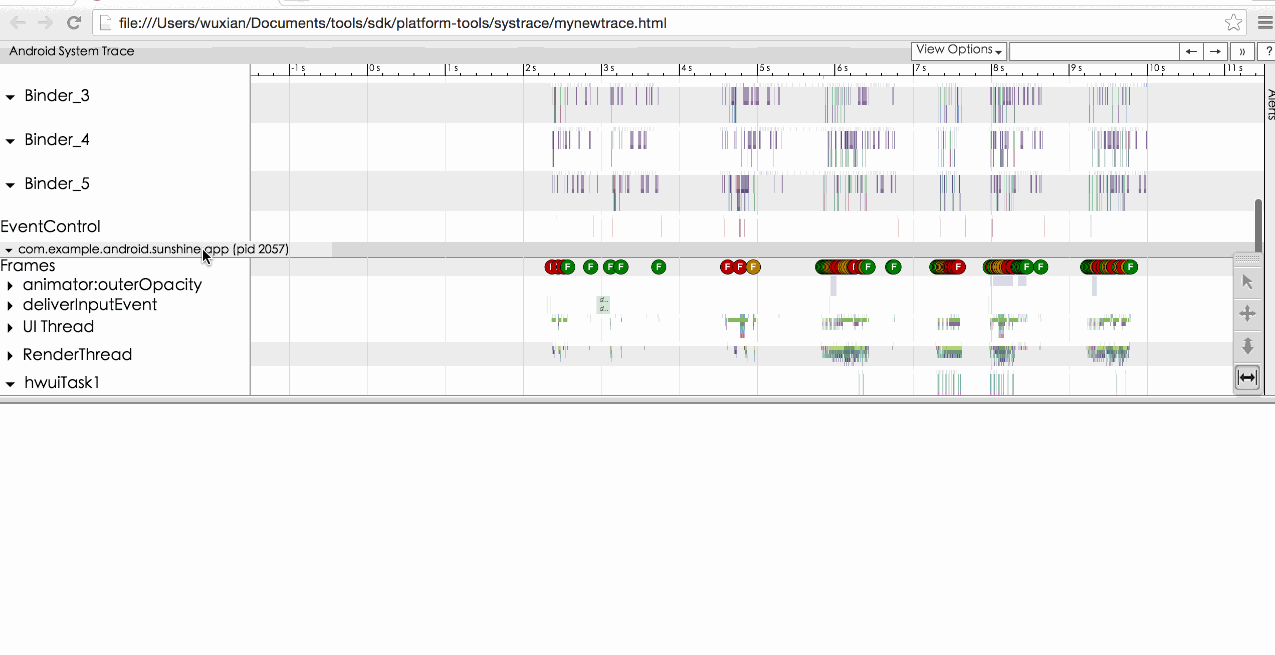 file:///Users/wuxian/Documents/tools/sdk/platform-tools/systrace/mynewtrace.html
Android System Trace
View Options
← → » ?
-1 s 0 s 1 s 2 s 3 s 4 s 5 s 6 s 7 s 8 s 9 s 10 s 11 s
Alerts
Binder_3
Binder_4
Binder_5
EventControl
com.example.android.sunshine.app (pid 2057)
Frames
F F F F F F F F F F F F F F F F
animator:outerOpacity
deliverInputEvent
d...
d...
UI Thread
RenderThread
hwuiTask1